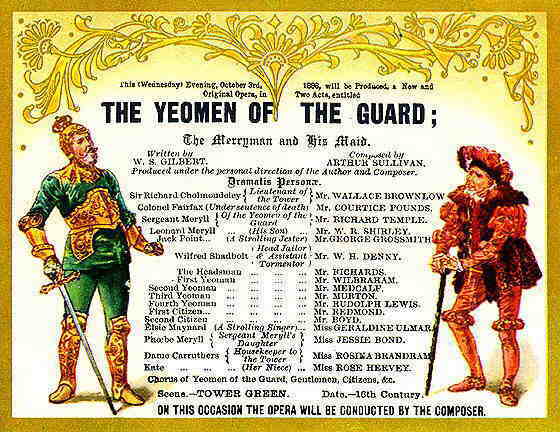 This (Wednesday) Evening, October 3rd, 1888, will be Produced, a New and
Original Opera, in Two Acts, entitled
THE YEOMEN OF THE GUARD;
The Merryman and His Maid.
Written by Composed by
W. S. GILBERT. ARTHUR SULLIVAN.
Produced under the personal direction of the Author and Composer.
Dramatis Personæ.
Sir Richard Cholmondeley { Lieutenant of the Tower } Mr. WALLACE BROWNLOW
Colonel Fairfax (Under sentence of death) Mr. COURTICE POUNDS.
Sergeant Meryll { Of the Yeomen of the Guard } Mr. RICHARD TEMPLE.
Leonard Meryll ,, (His Son) ,, Mr. W. R. SHIRLEY.
Jack Point... (A Strolling Jester) Mr. GEORGE GROSSMITH
Wilfred Shadbolt { Head Jailor & Assistant Tormentor } Mr. W. H. DENNY.
The Headsman ,, ,, ,, ,, Mr. RICHARDS.
First Yeoman ,, ,, ,, ,, Mr. WILBRAHAM.
Second Yeoman ,, ,, ,, ,, Mr. MEDCALF.
Third Yeoman ,, ,, ,, ,, Mr. MURTON.
Fourth Yeoman ,, ,, ,, ,, Mr. RUDOLPH LEWIS.
First Citizen... ,, ,, ,, ,, Mr. REDMOND.
Second Citizen ,, ,, ,, ,, Mr. BOYD.
Elsie Maynard (A Strolling Singer)... Miss GERALDINE ULMAR
Phœbe Meryll { Sergeant Meryll's Daughter } Miss JESSIE BOND.
Dame Carruthers { Housekeeper to the Tower } Miss ROSINA BRANDRAM
Kate ,, ,, (Her Niece) ,, Miss ROSE HERVEY.
Chorus of Yeomen of the Guard, Gentlemen, Citizens, &c.
Scene.—TOWER GREEN. Date.—16th Century.
ON THIS OCCASION THE OPERA WILL BE CONDUCTED BY THE COMPOSER.